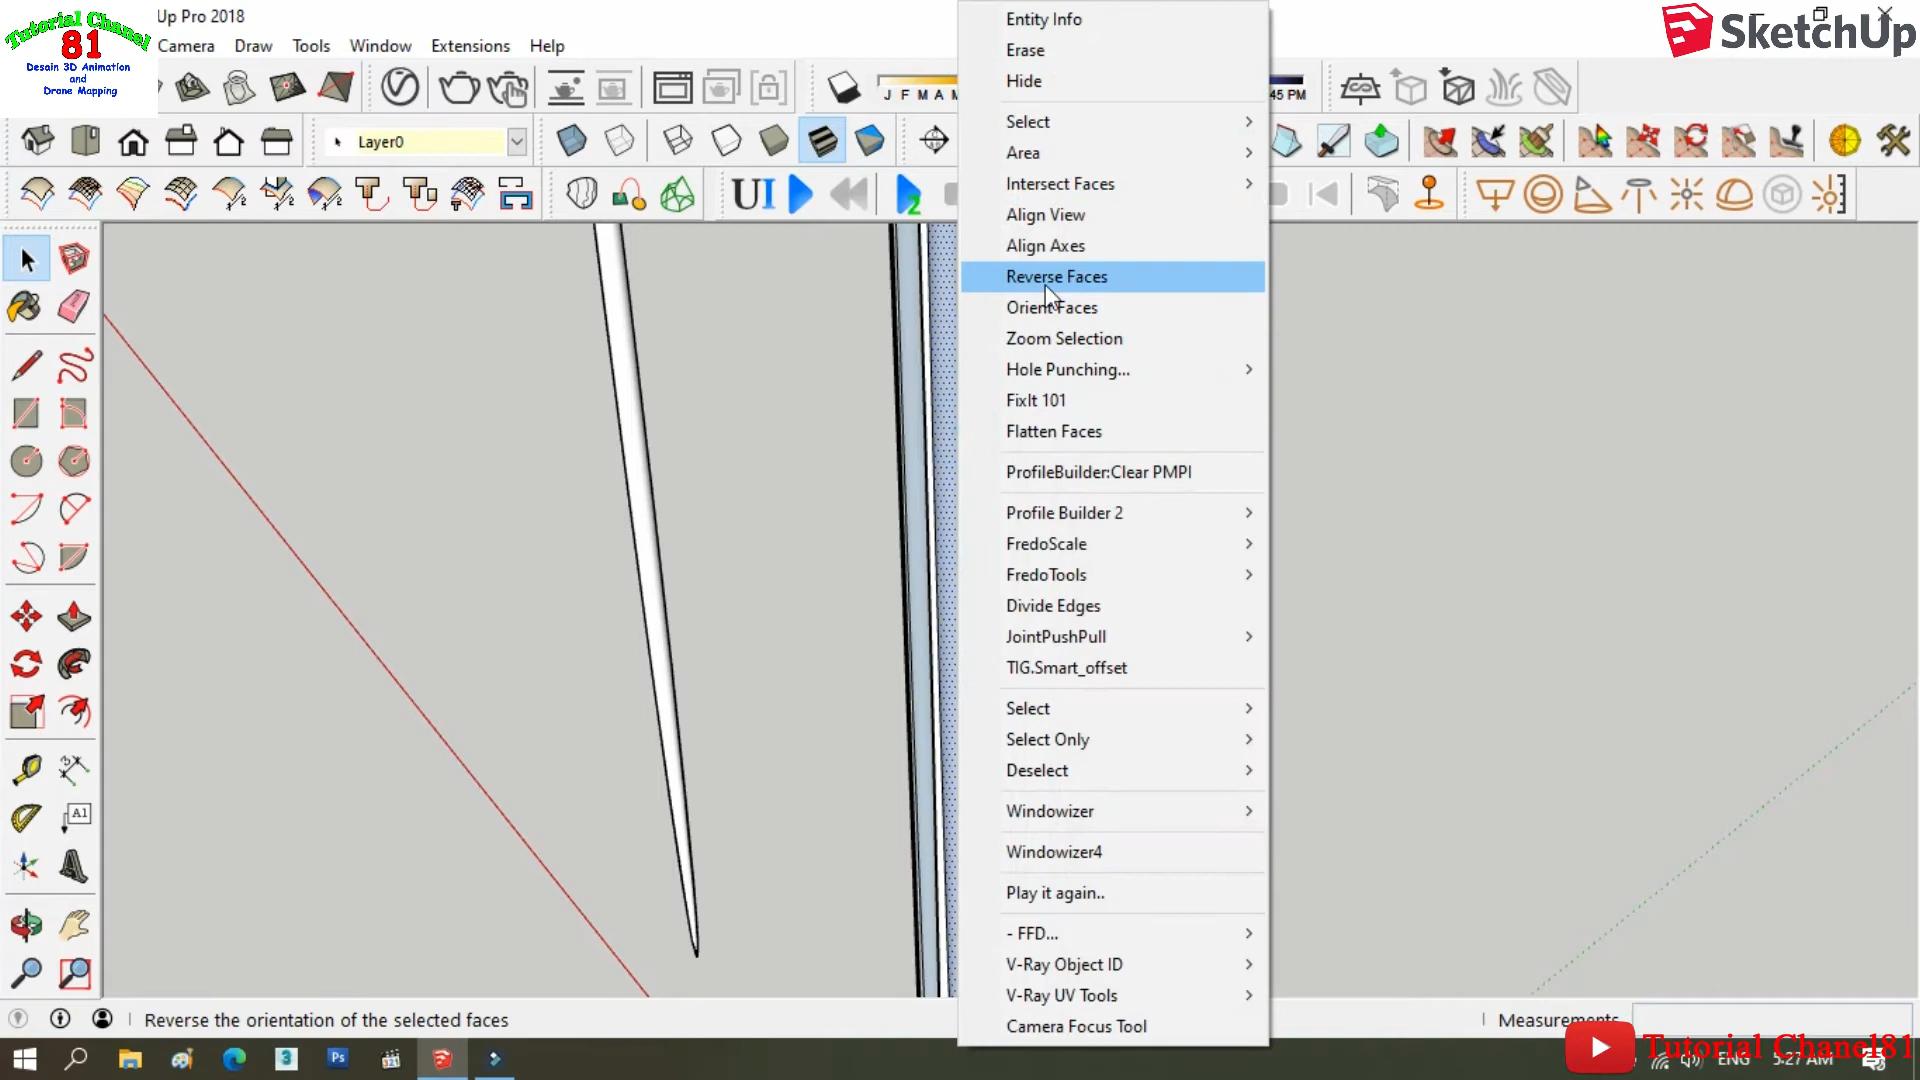 Tutorial Chanel
81
Desain 3D Animation
and
Drone Mapping
Up Pro 2018
SketchUp
Camera Draw Tools Window Extensions Help
J F M A M
45 PM
Layer0
UI
2
Entity Info
Erase
Hide
Select
Area
Intersect Faces
Align View
Align Axes
Reverse Faces
Orient Faces
Zoom Selection
Hole Punching...
FixIt 101
Flatten Faces
ProfileBuilder:Clear PMPI
Profile Builder 2
FredoScale
FredoTools
Divide Edges
JointPushPull
TIG.Smart_offset
Select
Select Only
Deselect
Windowizer
Windowizer4
Play it again..
- FFD...
V-Ray Object ID
V-Ray UV Tools
Camera Focus Tool
A1
Reverse the orientation of the selected faces
Measurements
3
Ps
Tutorial Chanel81
ENG 5:27 AM